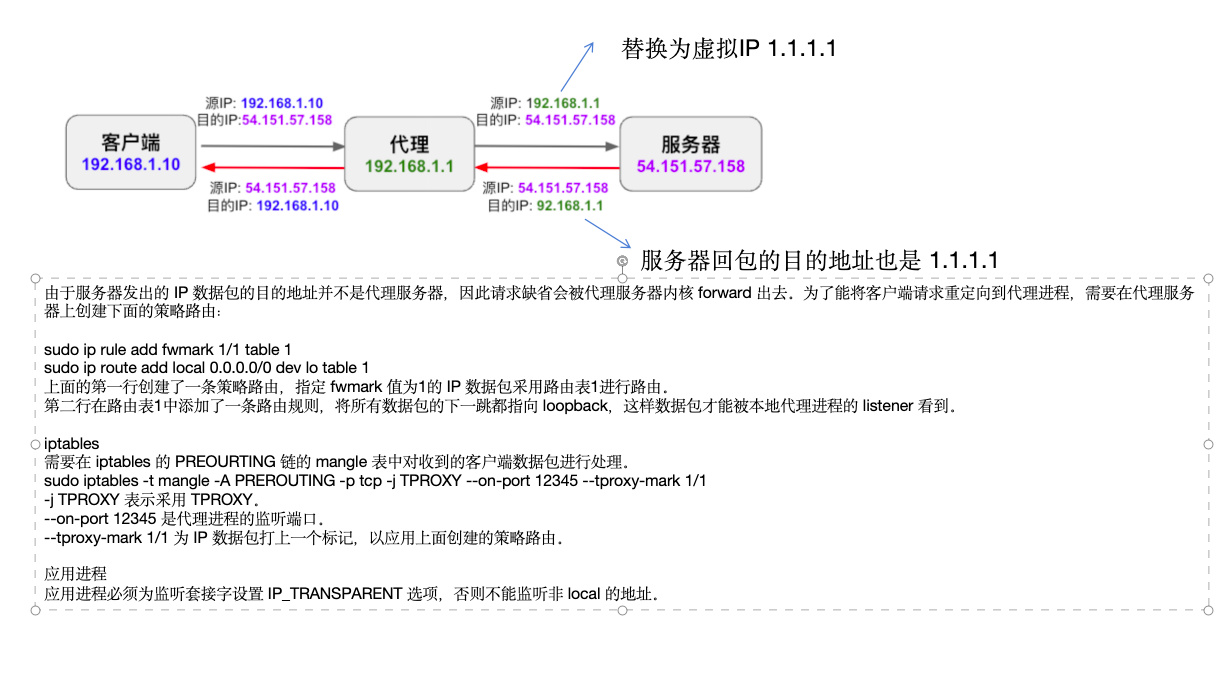 替换为虚拟IP 1.1.1.1
源IP: 192.168.1.10
目的IP:54.151.57.158
源IP: 192.168.1.1
目的IP: 54.151.57.158
客户端
192.168.1.10
代理
192.168.1.1
服务器
54.151.57.158
源IP: 54.151.57.158
目的IP: 192.168.1.10
源IP: 54.151.57.158
目的IP: 92.168.1.1
服务器回包的目的地址也是 1.1.1.1
由于服务器发出的 IP 数据包的目的地址并不是代理服务器，因此请求缺省会被代理服务器内核 forward 出去。为了能将客户端请求重定向到代理进程，需要在代理服务
器上创建下面的策略路由：
sudo ip rule add fwmark 1/1 table 1
sudo ip route add local 0.0.0.0/0 dev lo table 1
上面的第一行创建了一条策略路由，指定 fwmark 值为1的 IP 数据包采用路由表1进行路由。
第二行在路由表1中添加了一条路由规则，将所有数据包的下一跳都指向 loopback，这样数据包才能被本地代理进程的 listener 看到。
iptables
需要在 iptables 的 PREOURTING 链的 mangle 表中对收到的客户端数据包进行处理。
sudo iptables -t mangle -A PREROUTING -p tcp -j TPROXY --on-port 12345 --tproxy-mark 1/1
-j TPROXY 表示采用 TPROXY。
--on-port 12345 是代理进程的监听端口。
--tproxy-mark 1/1 为 IP 数据包打上一个标记，以应用上面创建的策略路由。
应用进程
应用进程必须为监听套接字设置 IP_TRANSPARENT 选项，否则不能监听非 local 的地址。